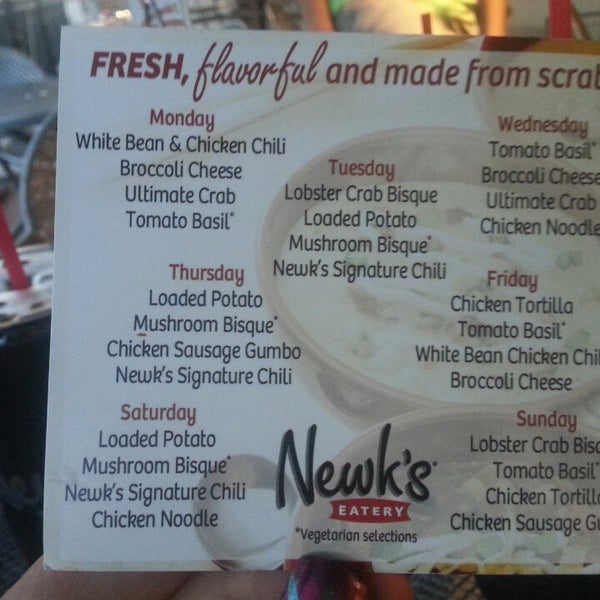 FRESH, flavorful and made from scrat
Monday
White Bean & Chicken Chili
Broccoli Cheese
Ultimate Crab
Tomato Basil*
Tuesday
Lobster Crab Bisque
Loaded Potato
Mushroom Bisque*
Newk's Signature Chili
Wednesday
Tomato Basil*
Broccoli Cheese
Ultimate Crab
Chicken Noodle
Thursday
Loaded Potato
Mushroom Bisque*
Chicken Sausage Gumbo
Newk's Signature Chili
Friday
Chicken Tortilla
Tomato Basil*
White Bean Chicken Chil
Broccoli Cheese
Saturday
Loaded Potato
Mushroom Bisque*
Newk's Signature Chili
Chicken Noodle
Newk's
EATERY
*Vegetarian selections
Sunday
Lobster Crab Bisq
Tomato Basil*
Chicken Tortill
Chicken Sausage Gu